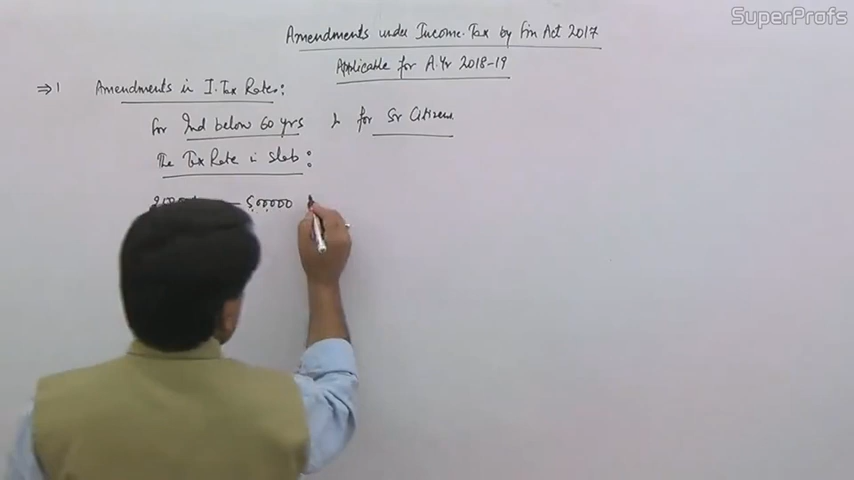 SuperProfs
Amendments under Income Tax by Fin Act 2017
Applicable for A.Yr 2018-19
⇒ 1 Amendments in I.Tax Rates:
for Ind below 60 yrs & for Sr Citizens
The Tax Rate in slab:
— 500000